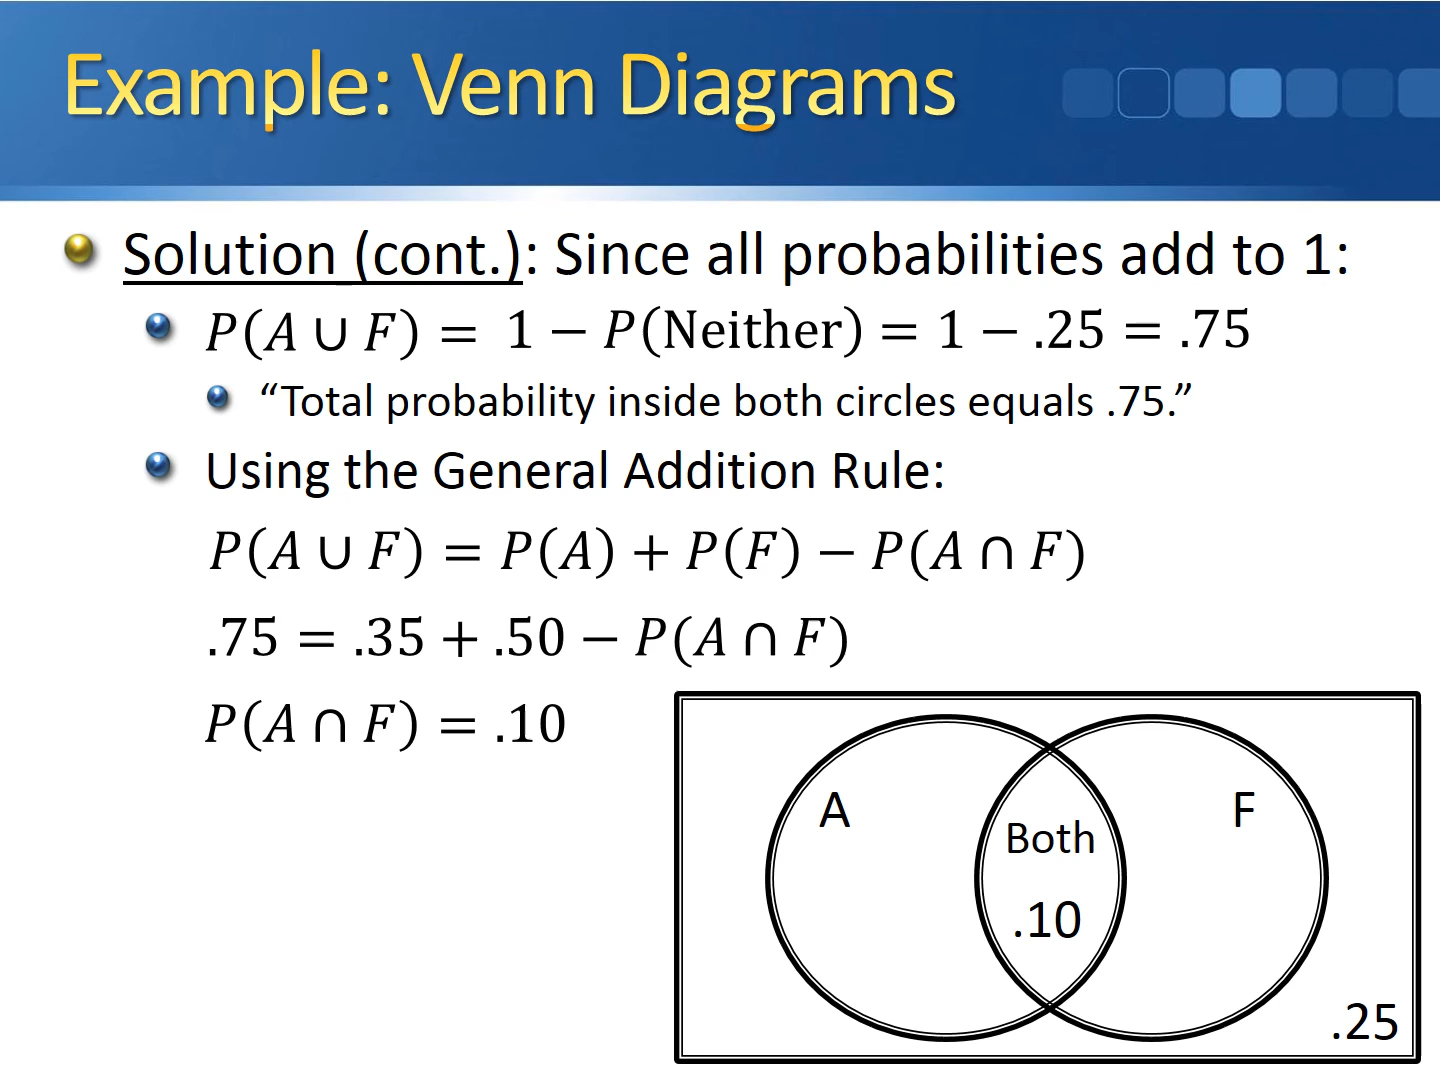 Example: Venn Diagrams
Solution (cont.): Since all probabilities add to 1:
P(A ∪ F) = 1 − P(Neither) = 1 − .25 = .75
“Total probability inside both circles equals .75.”
Using the General Addition Rule:
P(A ∪ F) = P(A) + P(F) − P(A ∩ F)
.75 = .35 + .50 − P(A ∩ F)
P(A ∩ F) = .10
A
F
Both
.10
.25